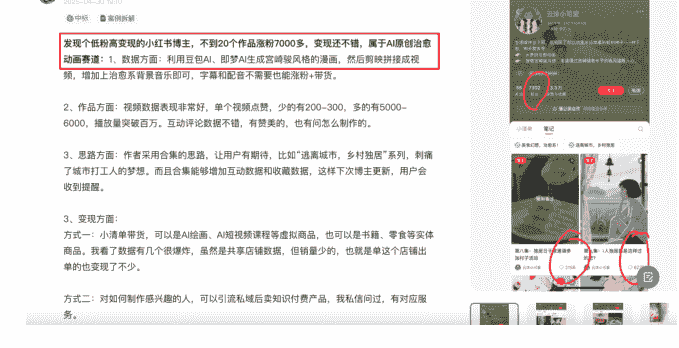 中标 案例拆解
发现个低粉高变现的小红书博主，不到20个作品涨粉7000多，变现还不错，属于AI原创治愈
动画赛道：1、数据方面：利用豆包AI、即梦AI生成宫崎骏风格的漫画，然后剪映拼接成视
频，增加上治愈系背景音乐即可，字幕和配音不需要也能涨粉+带货。
2、作品方面：视频数据表现非常好，单个视频点赞，少的有200-300，多的有5000-
6000，播放量突破百万。互动评论数据不错，有赞美的，也有问怎么制作的。
3、思路方面：作者采用合集的思路，让用户有期待，比如“逃离城市，乡村独居”系列，刺痛
了城市打工人的梦想。而且合集能够增加互动数据和收藏数据，这样下次博主更新，用户会
收到提醒。
3、变现方面：
方式一：小清单带货，可以是AI绘画、AI短视频课程等虚拟商品，也可以是书籍、零食等实体
商品。我看了数据有几个很爆炸，虽然是共享店铺数据，但销量少的，也就是单这个店铺出
单的也变现了不少。
方式二：对如何制作感兴趣的人，可以引流私域后卖知识付费产品，我私信问过，有对应服
务。
小清单 笔记